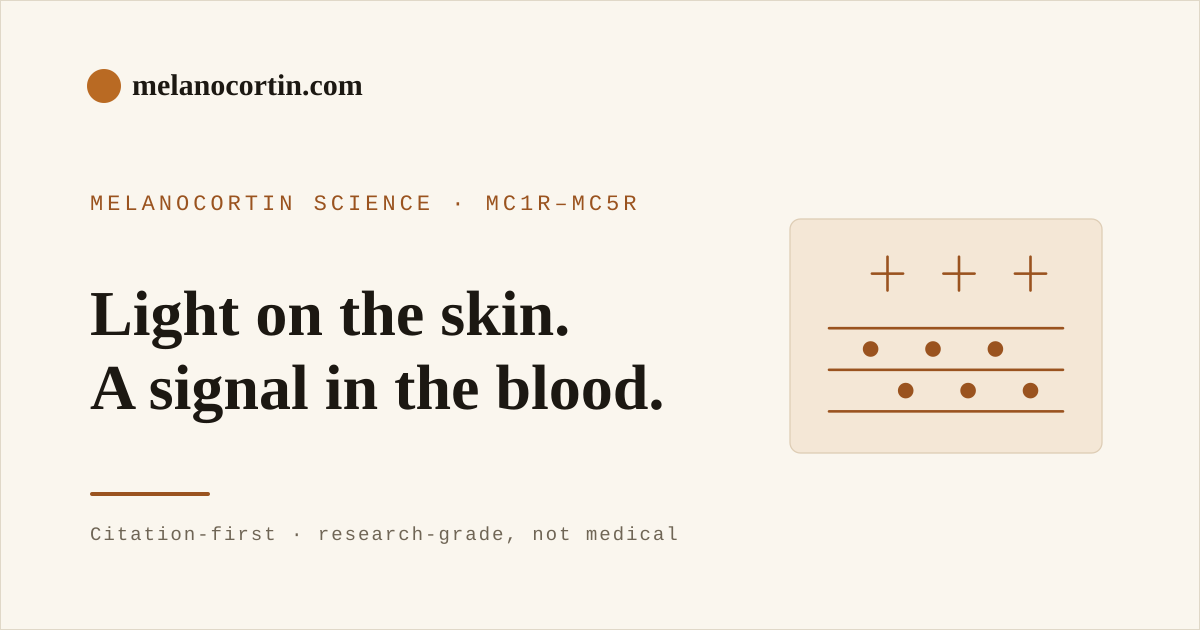 melanocortin.com
MELANOCORTIN SCIENCE · MC1R–MC5R
Light on the skin.
A signal in the blood.
Citation-first · research-grade, not medical